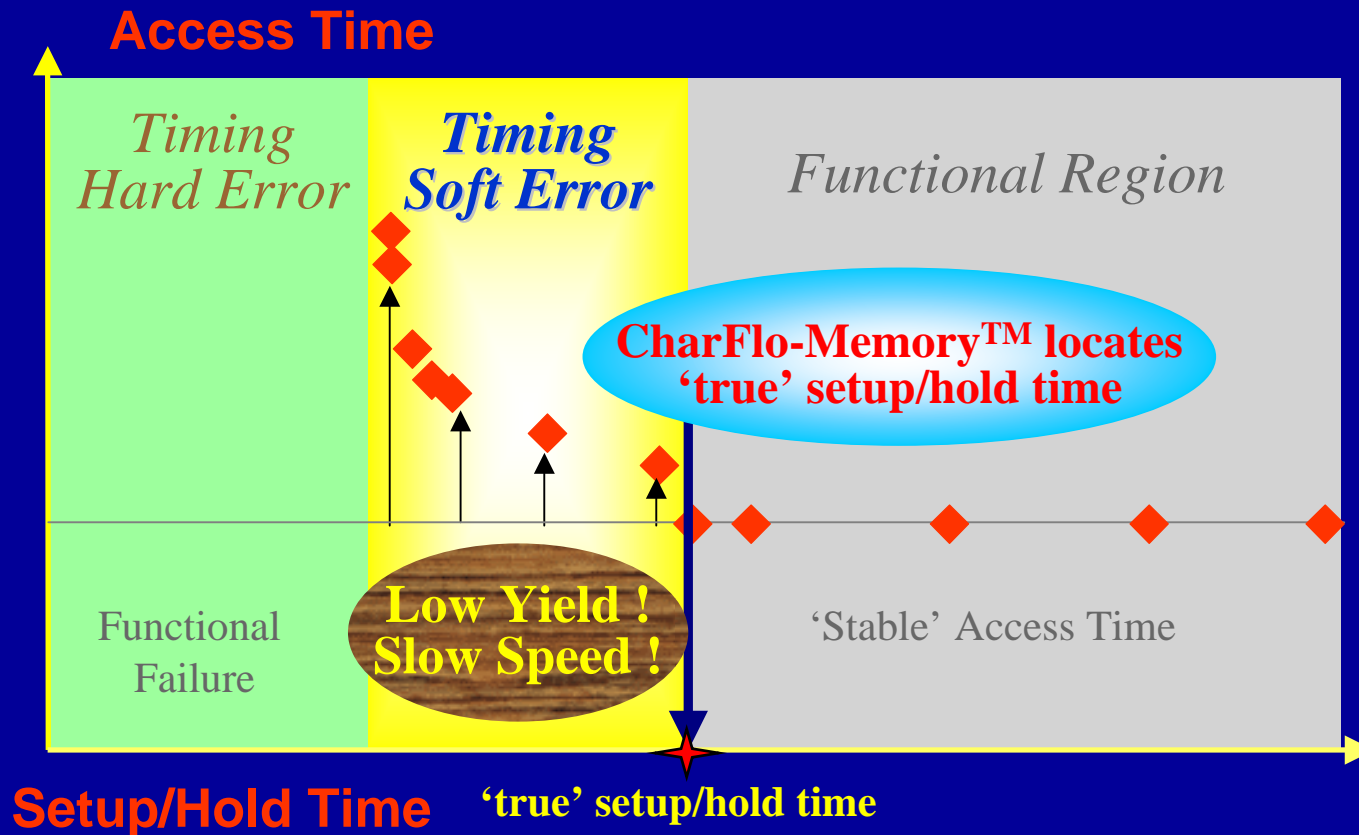 Access Time
Timing
Hard Error
Timing
Soft Error
Functional Region
CharFlo-Memory™ locates
‘true’ setup/hold time
Low Yield !
Slow Speed !
Functional
Failure
‘Stable’ Access Time
Setup/Hold Time
‘true’ setup/hold time